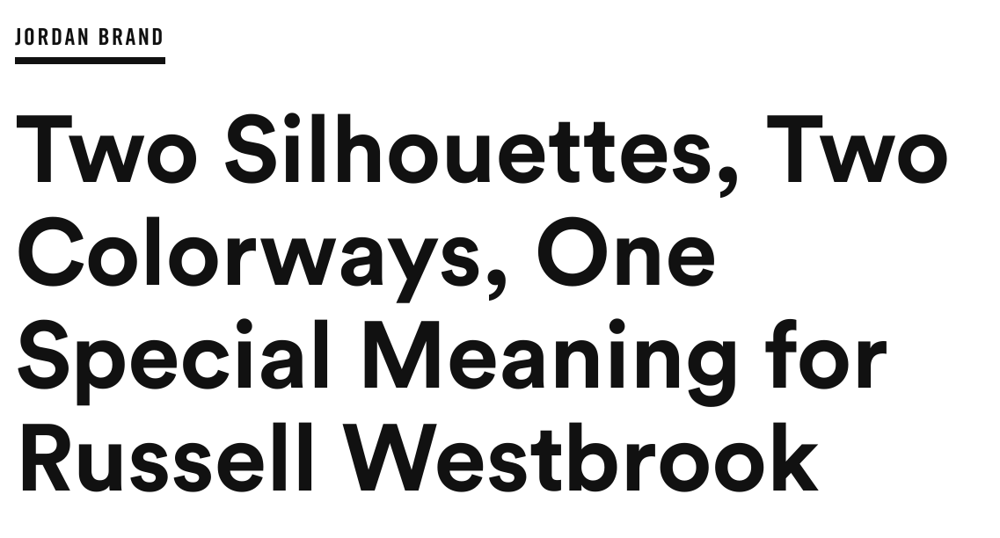 JORDAN BRAND
Two Silhouettes, Two
Colorways, One
Special Meaning for
Russell Westbrook